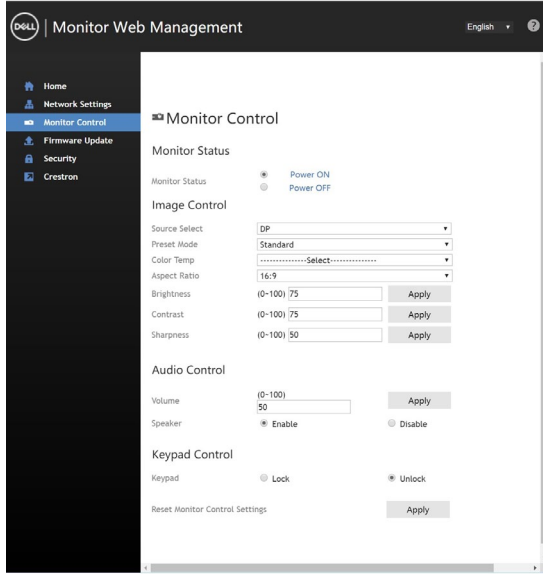 DELL | Monitor Web Management
English
?
Home
Network Settings
Monitor Control
Firmware Update
Security
Crestron
Monitor Control
Monitor Status
Monitor Status
Power ON
Power OFF
Image Control
Source Select DP
Preset Mode Standard
Color Temp ---------------Select---------------
Aspect Ratio 16:9
Brightness (0~100) 75 Apply
Contrast (0~100) 75 Apply
Sharpness (0~100) 50 Apply
Audio Control
(0~100)
Volume 50 Apply
Speaker Enable Disable
Keypad Control
Keypad Lock Unlock
Reset Monitor Control Settings Apply